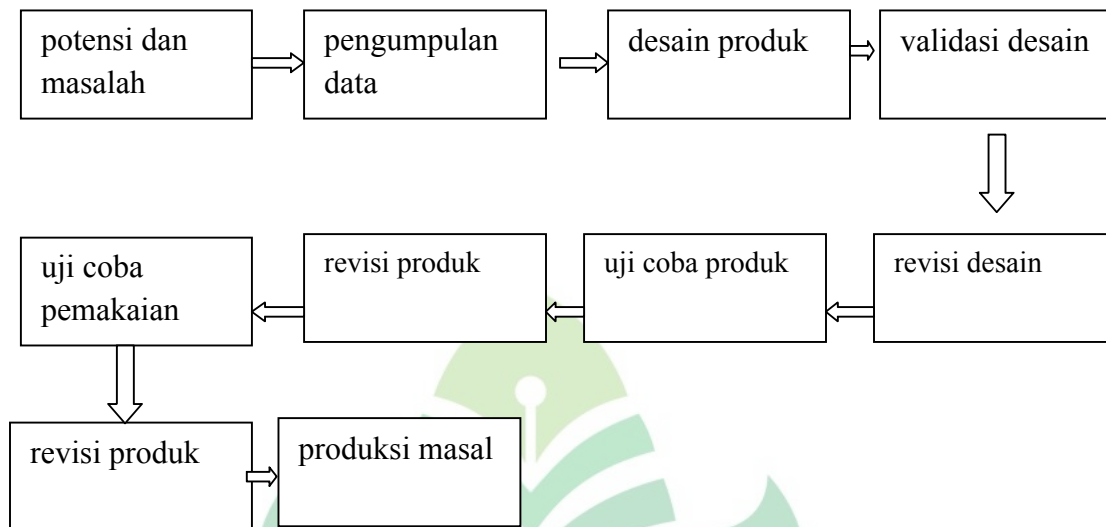 potensi dan
masalah
pengumpulan
data
desain produk
validasi desain
revisi desain
uji coba produk
revisi produk
uji coba
pemakaian
revisi produk
produksi masal